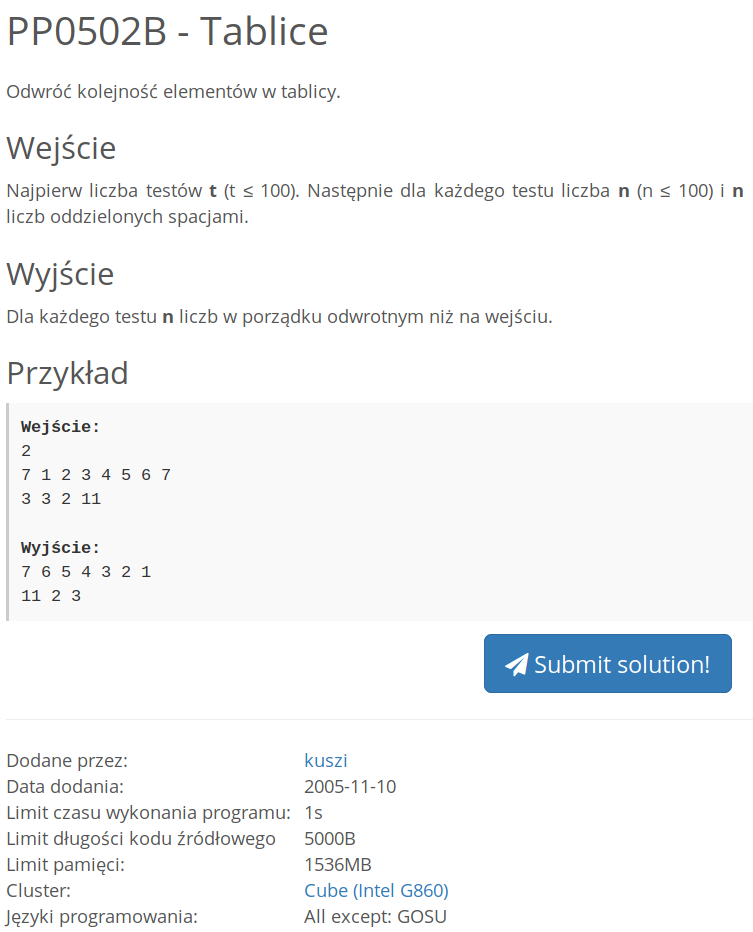 PP0502B - Tablice
Odwróć kolejność elementów w tablicy.
Wejście
Najpierw liczba testów t (t ≤ 100). Następnie dla każdego testu liczba n (n ≤ 100) i n
liczb oddzielonych spacjami.
Wyjście
Dla każdego testu n liczb w porządku odwrotnym niż na wejściu.
Przykład
Wejście:
2
7 1 2 3 4 5 6 7
3 3 2 11
Wyjście:
7 6 5 4 3 2 1
11 2 3
Submit solution!
Dodane przez: kuszi
Data dodania: 2005-11-10
Limit czasu wykonania programu: 1s
Limit długości kodu źródłowego 5000B
Limit pamięci: 1536MB
Cluster: Cube (Intel G860)
Języki programowania: All except: GOSU